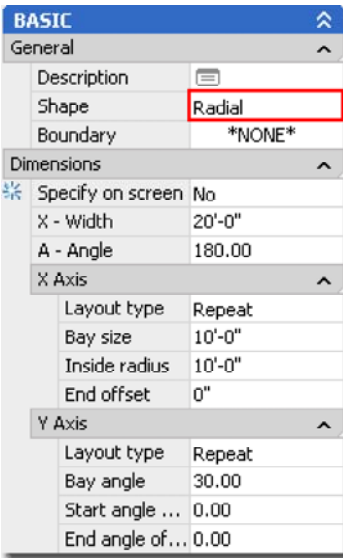 BASIC
General
Description
Shape Radial
Boundary *NONE*
Dimensions
Specify on screen No
X - Width 20'-0"
A - Angle 180.00
X Axis
Layout type Repeat
Bay size 10'-0"
Inside radius 10'-0"
End offset 0"
Y Axis
Layout type Repeat
Bay angle 30.00
Start angle ... 0.00
End angle of... 0.00